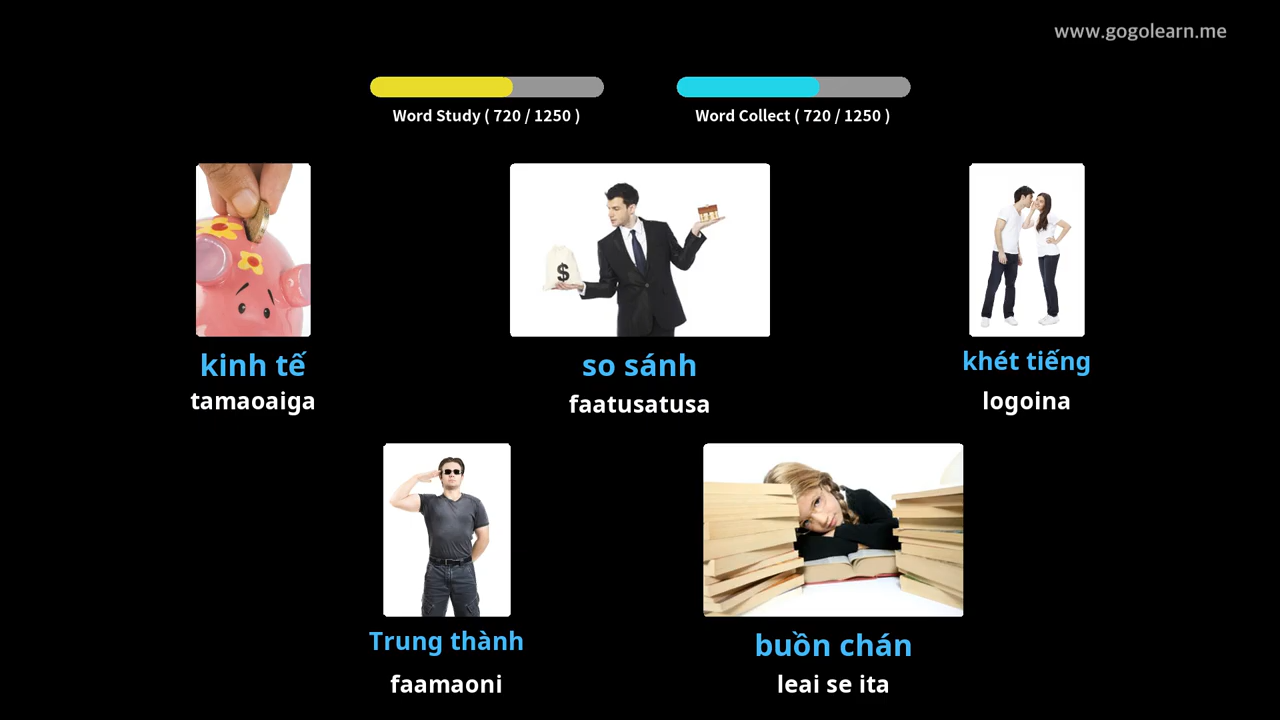 www.gogolearn.me
Word Study ( 720 / 1250 )
Word Collect ( 720 / 1250 )
$
kinh tế
tamaoaiga
so sánh
faatusatusa
khét tiếng
logoina
Trung thành
faamaoni
buồn chán
leai se ita